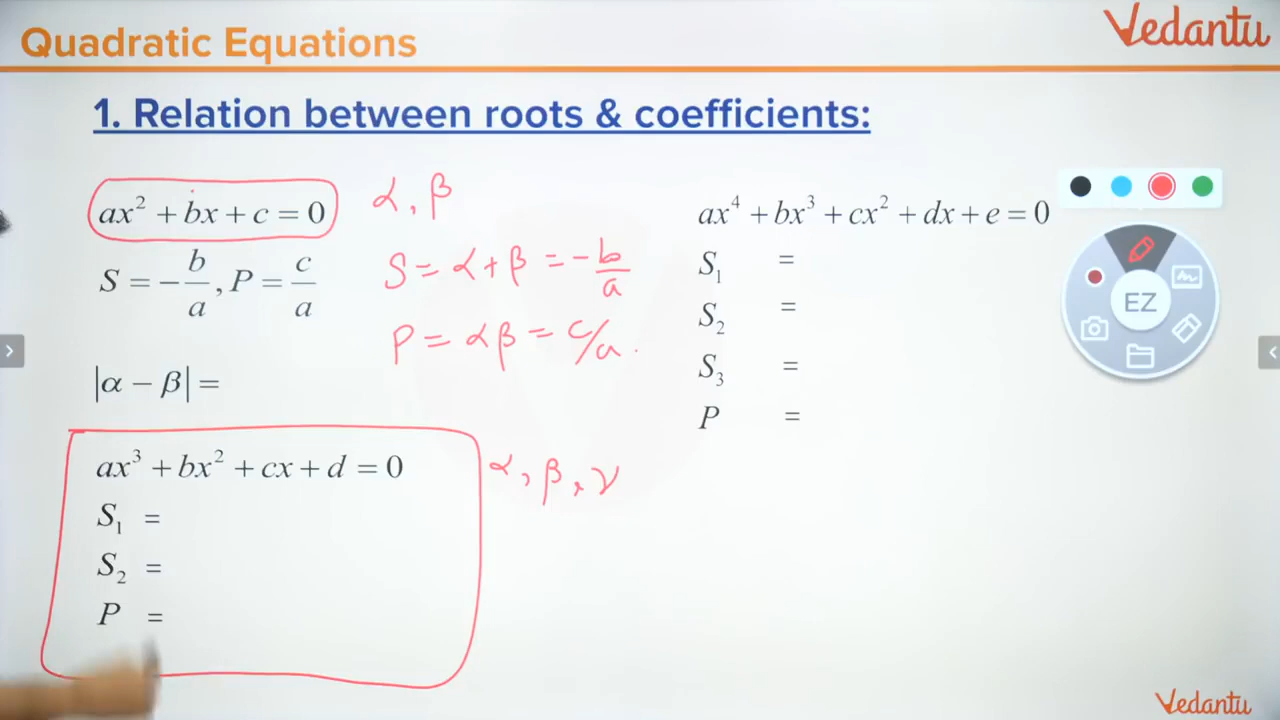 Quadratic Equations
Vedantu
1. Relation between roots & coefficients:
ax² + bx + c = 0
α, β
S = -b/a, P = c/a
S = α + β = -b/a
P = αβ = c/a.
|α - β| =
ax³ + bx² + cx + d = 0
α, β, γ
S₁ =
S₂ =
P =
ax⁴ + bx³ + cx² + dx + e = 0
S₁ =
S₂ =
S₃ =
P =
EZ
Vedantu